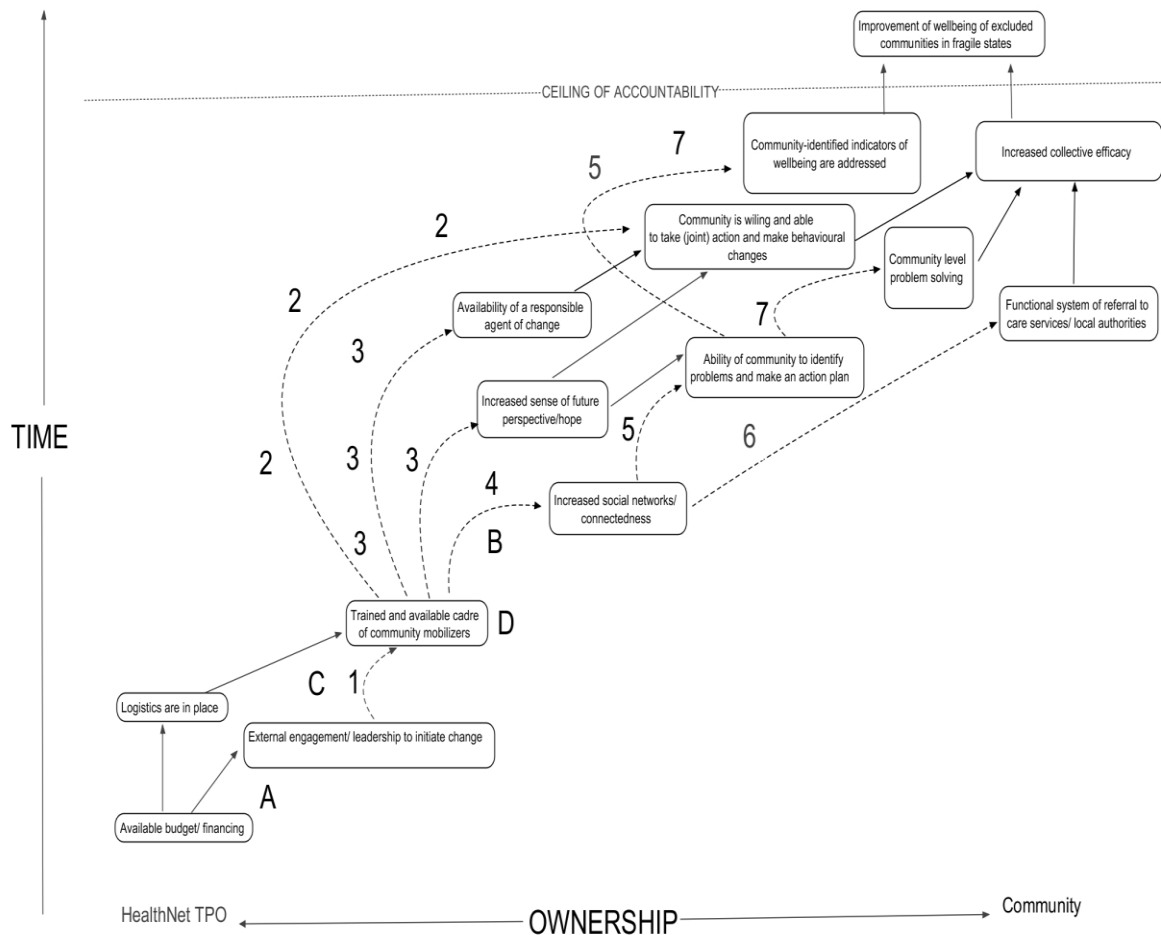 Improvement of wellbeing of excluded
communities in fragile states
CEILING OF ACCOUNTABILITY
Community-identified indicators of
wellbeing are addressed
Increased collective efficacy
7
5
2
Community is wiling and able
to take (joint) action and make behavioural
changes
Community level
problem solving
2
Availability of a responsible
agent of change
Functional system of referral to
care services/ local authorities
7
3
Ability of community to identify
problems and make an action plan
Increased sense of future
perspective/hope
TIME
5
6
2
3
3
4
Increased social networks/
connectedness
B
3
Trained and available cadre
of community mobilizers
D
C
1
Logistics are in place
External engagement/ leadership to initiate change
A
Available budget/ financing
HealthNet TPO
OWNERSHIP
Community